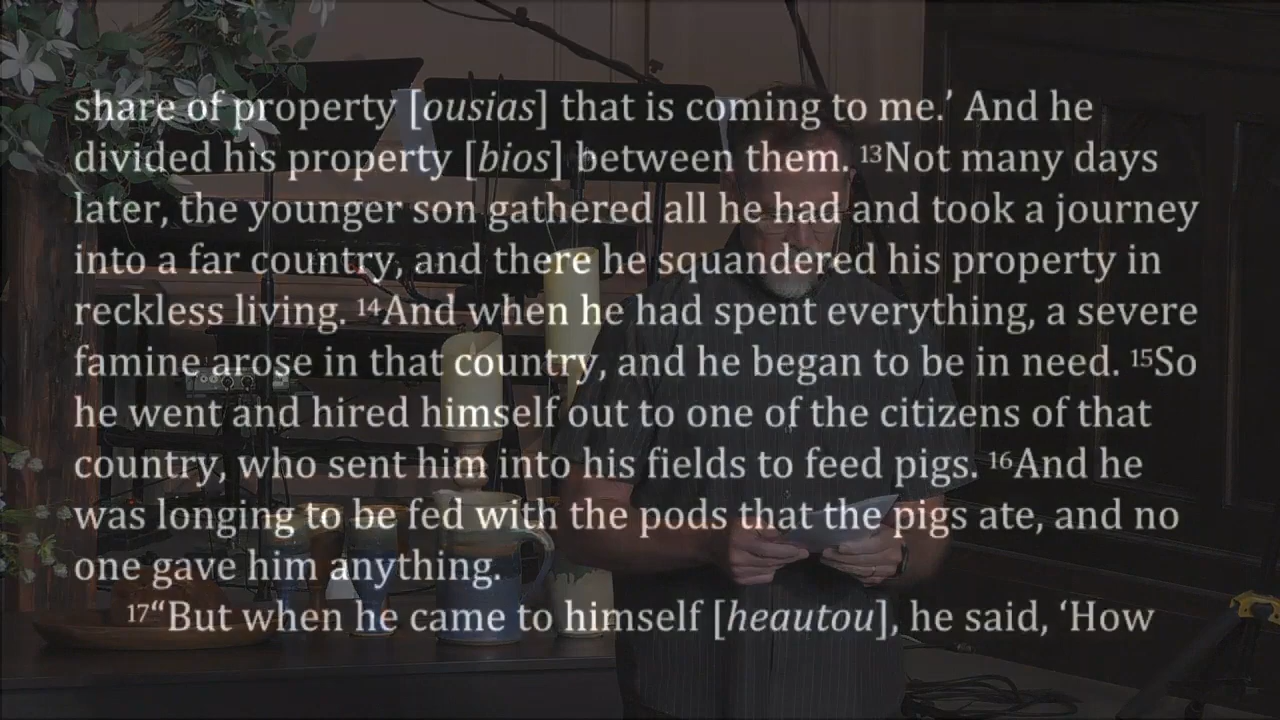 share of property [ousias] that is coming to me.’ And he
divided his property [bios] between them. 13Not many days
later, the younger son gathered all he had and took a journey
into a far country, and there he squandered his property in
reckless living. 14And when he had spent everything, a severe
famine arose in that country, and he began to be in need. 15So
he went and hired himself out to one of the citizens of that
country, who sent him into his fields to feed pigs. 16And he
was longing to be fed with the pods that the pigs ate, and no
one gave him anything.
17“But when he came to himself [heautou], he said, ‘How